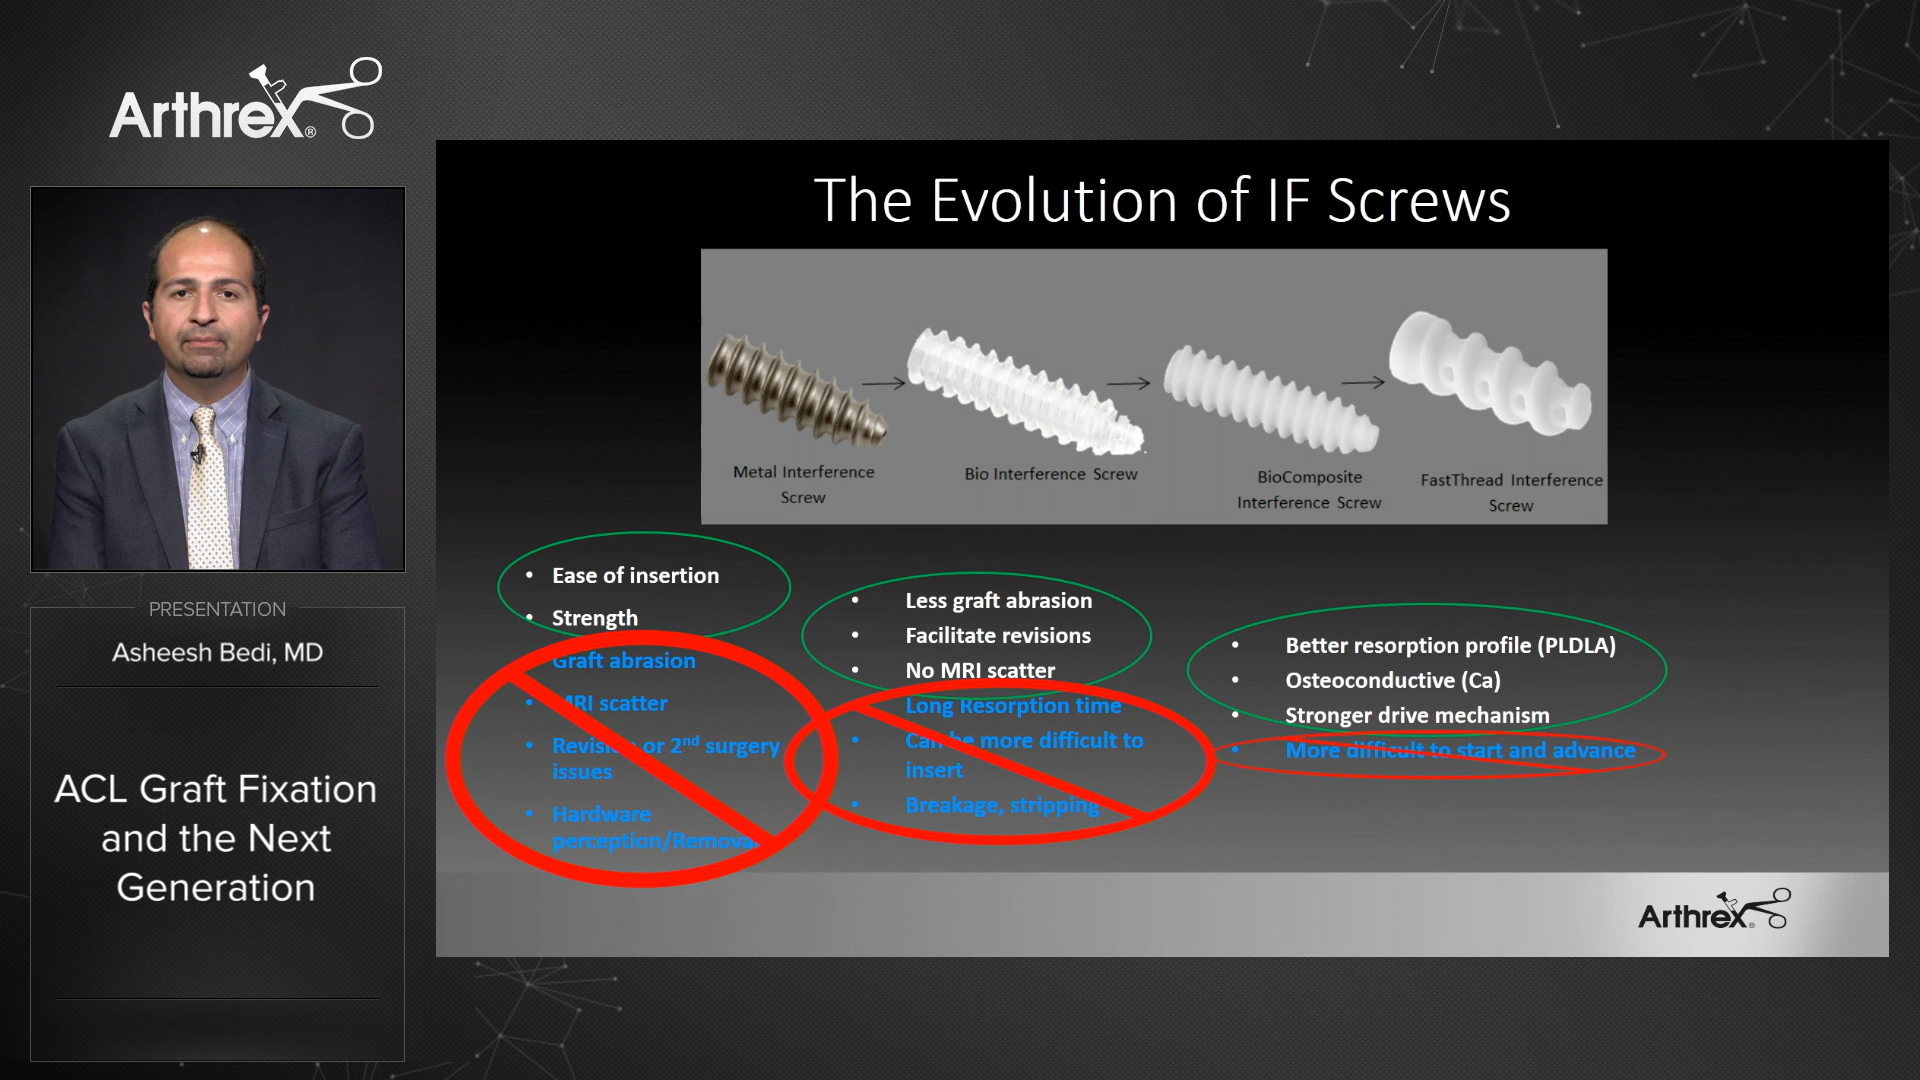 Arthrex®
PRESENTATION
Asheesh Bedi, MD
ACL Graft Fixation
and the Next
Generation
The Evolution of IF Screws
Metal Interference
Screw
Bio Interference Screw
BioComposite
Interference Screw
FastThread Interference
Screw
• Ease of insertion
• Strength
Graft abrasion
• MRI scatter
• Revision or 2nd surgery
issues
• Hardware
perception/Removal
• Less graft abrasion
• Facilitate revisions
• No MRI scatter
Long Resorption time
• Can be more difficult to
insert
• Breakage, stripping
• Better resorption profile (PLDLA)
• Osteoconductive (Ca)
• Stronger drive mechanism
• More difficult to start and advance
Arthrex®